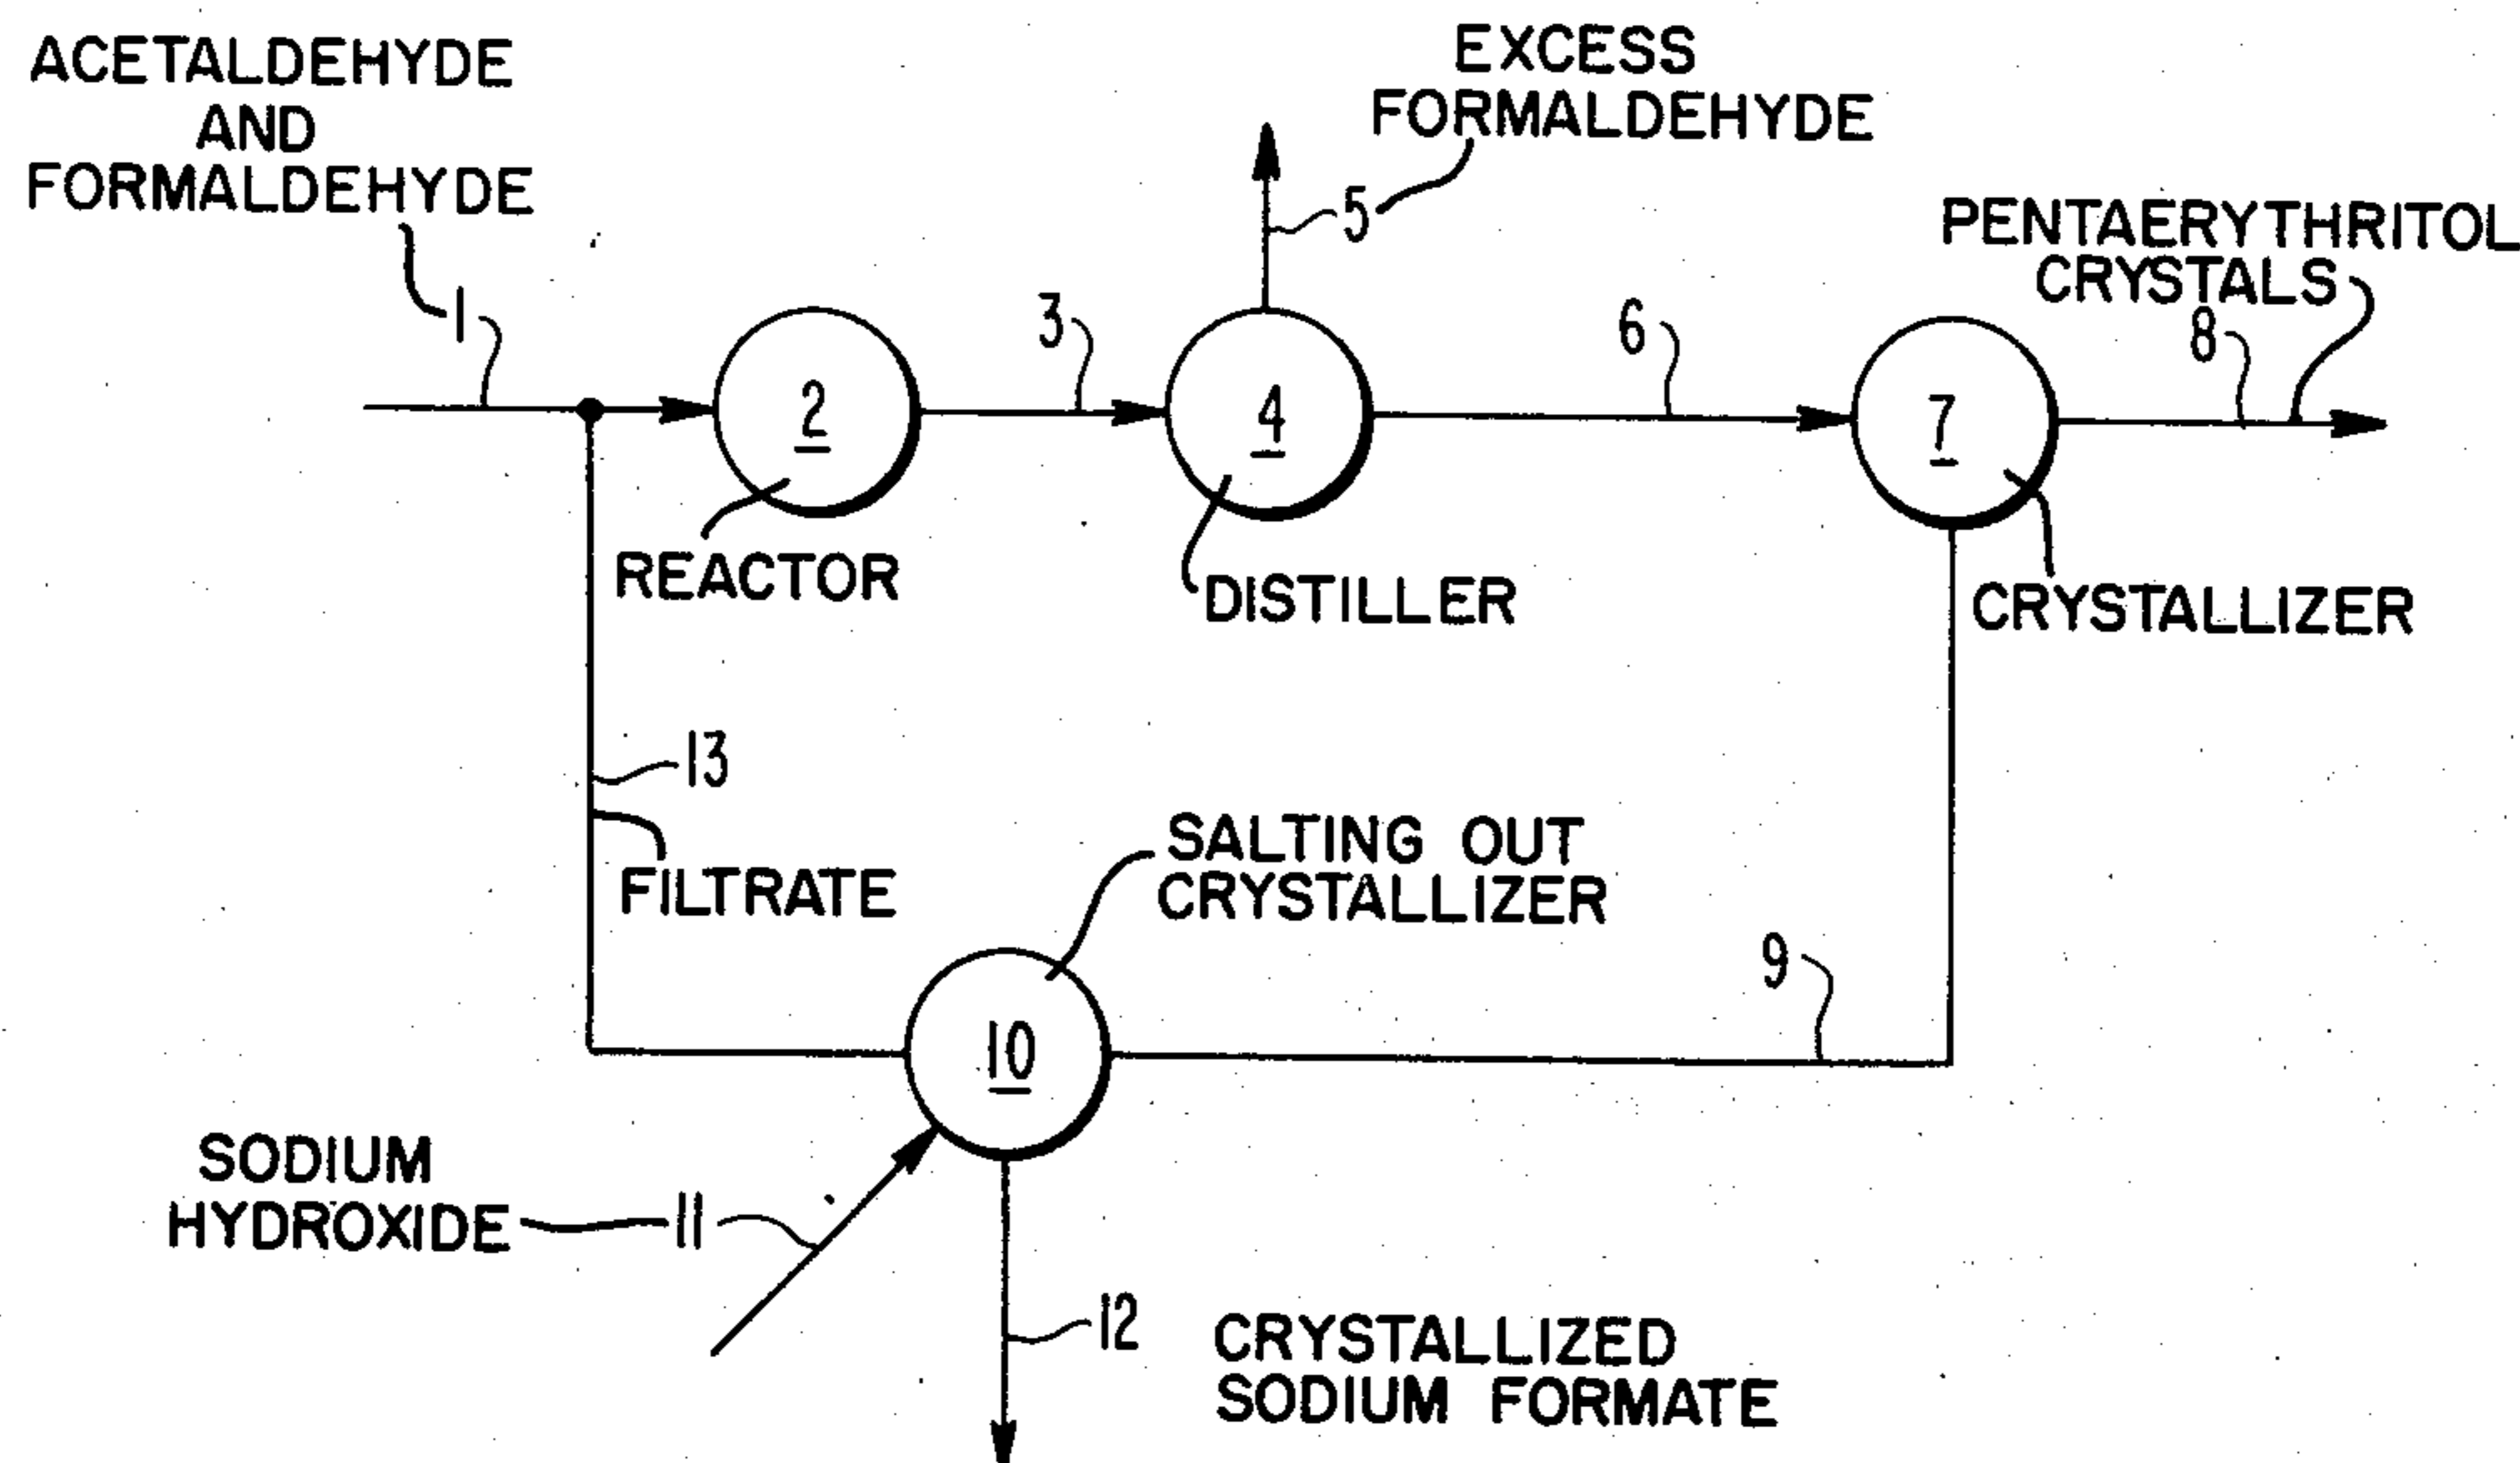 ACETALDEHYDE
AND
FORMALDEHYDE
1
EXCESS
FORMALDEHYDE
5
PENTAERYTHRITOL
CRYSTALS
8
3
6
2
4
7
REACTOR
DISTILLER
CRYSTALLIZER
13
FILTRATE
SALTING OUT
CRYSTALLIZER
9
10
SODIUM
HYDROXIDE
11
12
CRYSTALLIZED
SODIUM FORMATE